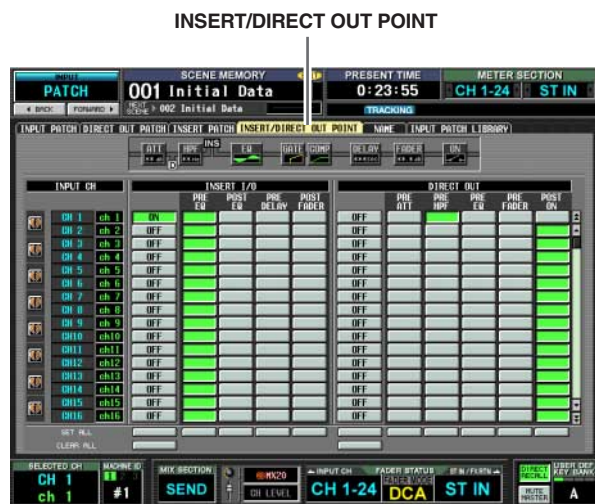 INSERT/DIRECT OUT POINT
INPUT PATCH
SCENE MEMORY
001 Initial Data
NEXT SCENE > 002 Initial Data
PRESENT TIME
0:23:55
METER SECTION
CH 1-24 ST IN
BACK FORWARD
TRACKING
INPUT PATCH DIRECT OUT PATCH INSERT PATCH INSERT/DIRECT OUT POINT NAME INPUT PATCH LIBRARY
ATT HPF INS EQ GATE COMP DELAY FADER ON
INPUT CH INSERT I/O DIRECT OUT
PRE EQ POST EQ PRE DELAY POST FADER PRE ATT PRE HPF PRE EQ PRE FADER POST ON
CH 1 ch 1 ON OFF
CH 2 ch 2 OFF OFF
CH 3 ch 3 OFF OFF
CH 4 ch 4 OFF OFF
CH 5 ch 5 OFF OFF
CH 6 ch 6 OFF OFF
CH 7 ch 7 OFF OFF
CH 8 ch 8 OFF OFF
CH 9 ch 9 OFF OFF
CH10 ch10 OFF OFF
CH11 ch11 OFF OFF
CH12 ch12 OFF OFF
CH13 ch13 OFF OFF
CH14 ch14 OFF OFF
CH15 ch15 OFF OFF
CH16 ch16 OFF OFF
SET ALL
CLEAR ALL
SELECTED CH
CH 1
ch 1
MACHINE ID
#1
MIX SECTION
SEND
MX20
CH LEVEL
INPUT CH
CH 1-24
FADER STATUS
FADER MODE
DCA
ST IN/FLRTN
ST IN
DIRECT RECALL
MUTE MASTER
USER DEF KEY BANK
A